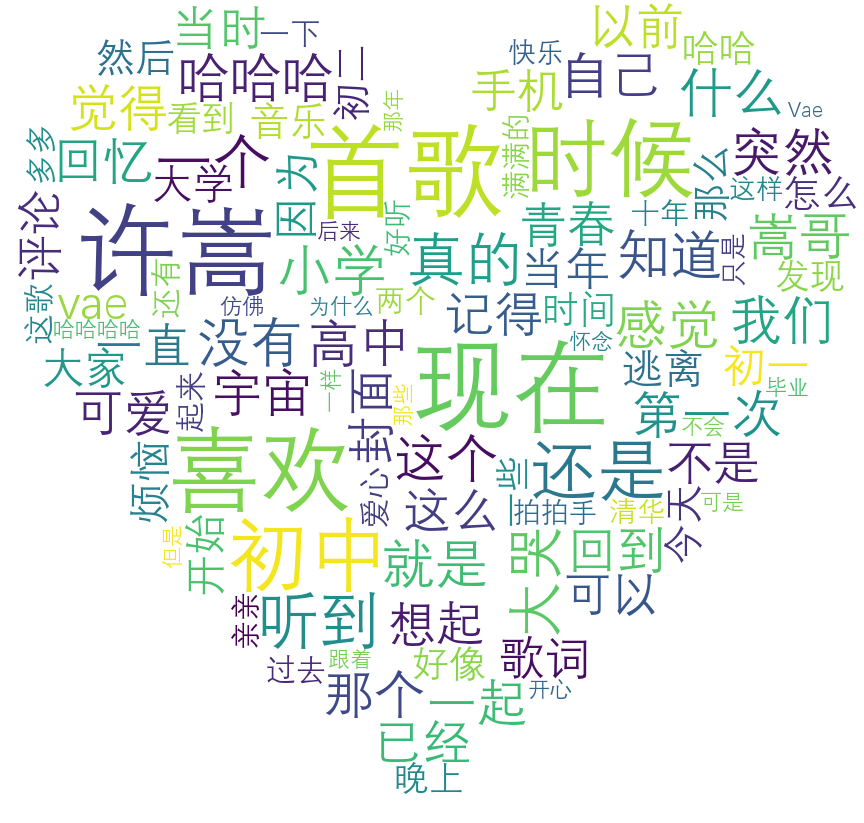 当时
一下
以前
然后
哈哈哈
初二
快乐
自己
哈哈
手机
什么
Vae
觉得
看到
音乐
那年
首歌
时候
满满的
突然
多多
回忆
一个
大学
因为
那么
这样
怎么
评论
许嵩
后来
好听
青春
十年
知道
只是
嵩哥
小学
真的
当年
发现
这歌
vae
还有
仿佛
为什么
两个
记得
时间
感觉
我们
哈哈哈哈
一直
没有
高中
现在
怀念
逃离
初一
大家
可爱
起来
宇宙
一样
封面
那些
第一次
毕业
不会
烦恼
喜欢
爱心
这个
一些
还是
不是
这么
拍拍手
清华
今天
可是
但是
开始
初中
就是
大哭
回到
可以
亲亲
听到
想起
歌词
过去
跟着
好像
那个
一起
开心
已经
晚上